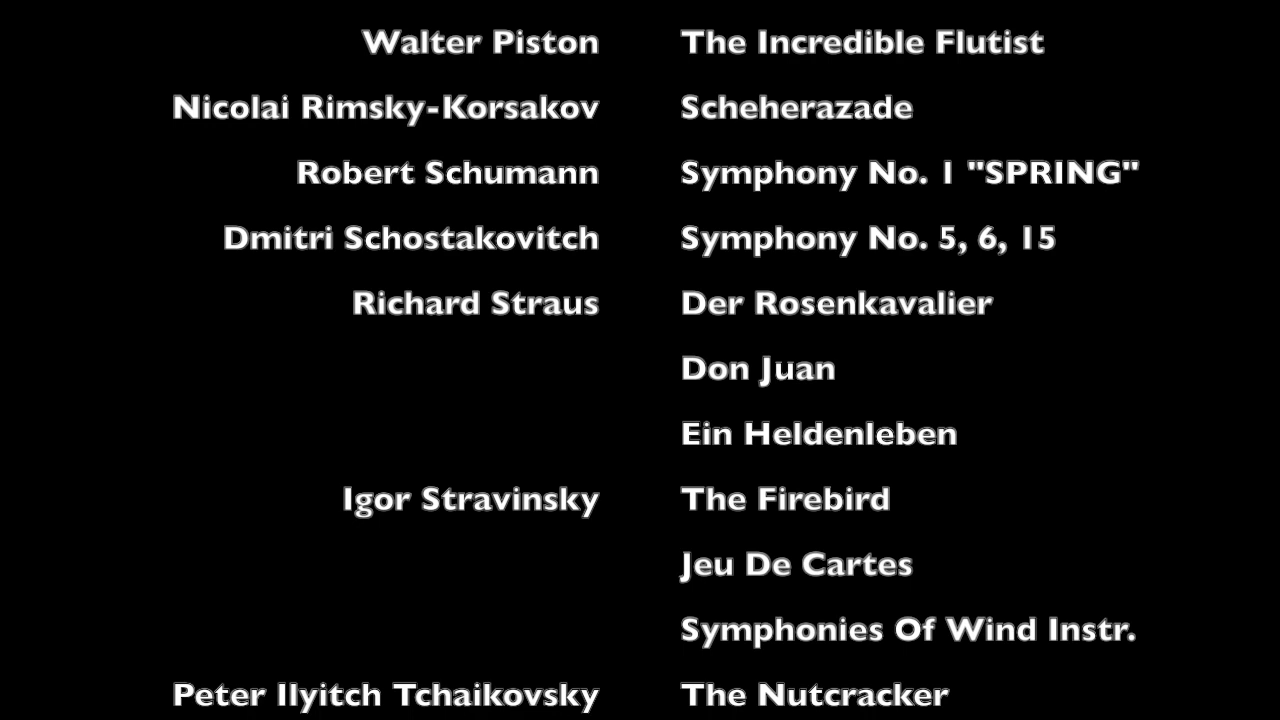 Walter Piston The Incredible Flutist
Nicolai Rimsky-Korsakov Scheherazade
Robert Schumann Symphony No. 1 "SPRING"
Dmitri Schostakovitch Symphony No. 5, 6, 15
Richard Straus Der Rosenkavalier
Don Juan
Ein Heldenleben
Igor Stravinsky The Firebird
Jeu De Cartes
Symphonies Of Wind Instr.
Peter Ilyitch Tchaikovsky The Nutcracker